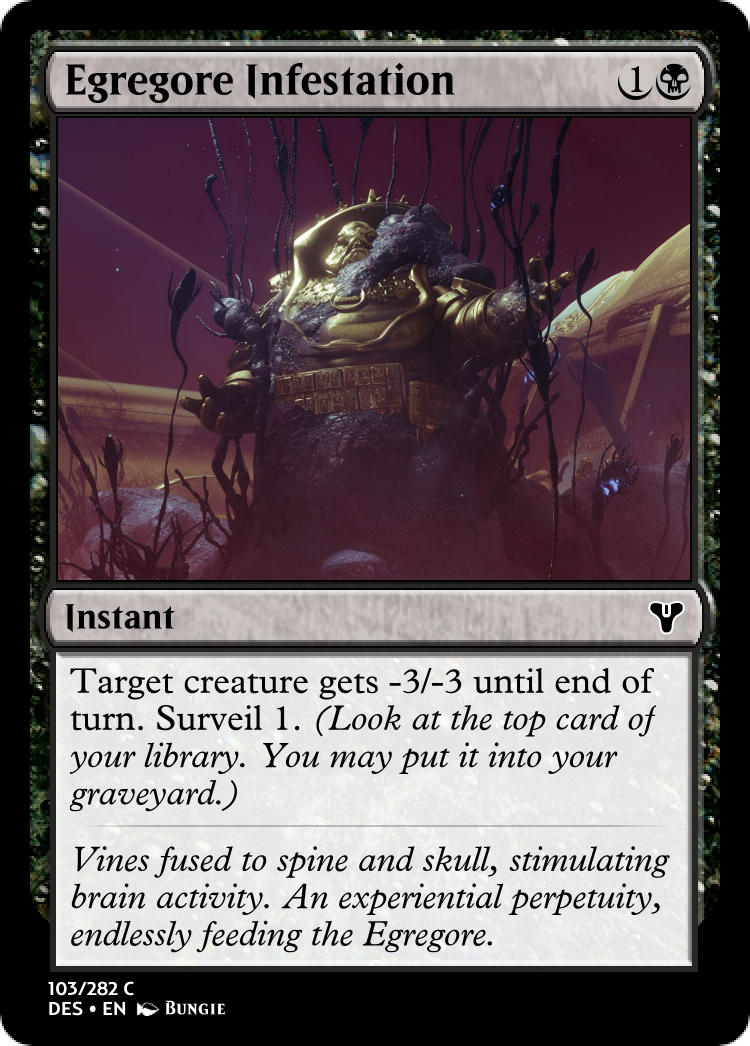 Egregore Infestation 1
Instant
Target creature gets -3/-3 until end of
turn. Surveil 1. (Look at the top card of
your library. You may put it into your
graveyard.)
Vines fused to spine and skull, stimulating
brain activity. An experiential perpetuity,
endlessly feeding the Egregore.
103/282 C
DES • EN Bungie